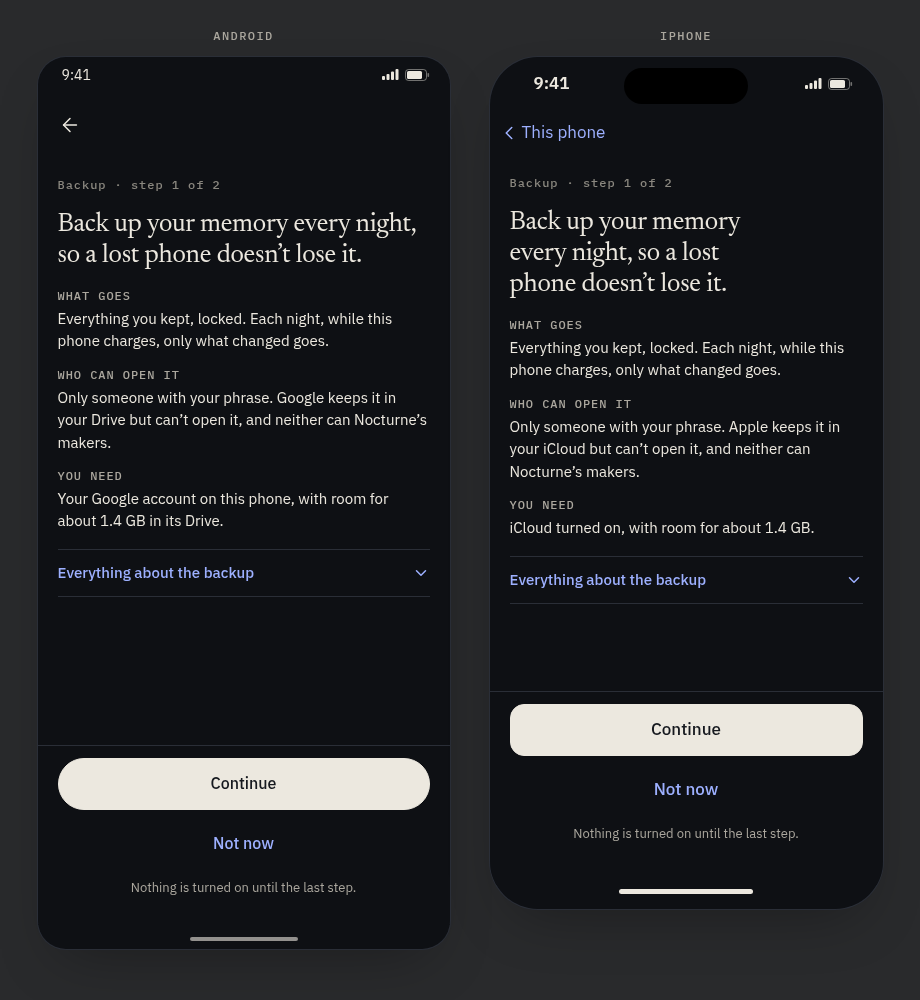 ANDROID
9:41
Backup · step 1 of 2
Back up your memory every night,
so a lost phone doesn’t lose it.
WHAT GOES
Everything you kept, locked. Each night, while this
phone charges, only what changed goes.
WHO CAN OPEN IT
Only someone with your phrase. Google keeps it in
your Drive but can’t open it, and neither can Nocturne’s
makers.
YOU NEED
Your Google account on this phone, with room for
about 1.4 GB in its Drive.
Everything about the backup
Continue
Not now
Nothing is turned on until the last step.
IPHONE
9:41
This phone
Backup · step 1 of 2
Back up your memory
every night, so a lost
phone doesn’t lose it.
WHAT GOES
Everything you kept, locked. Each night, while this
phone charges, only what changed goes.
WHO CAN OPEN IT
Only someone with your phrase. Apple keeps it in
your iCloud but can’t open it, and neither can
Nocturne’s makers.
YOU NEED
iCloud turned on, with room for about 1.4 GB.
Everything about the backup
Continue
Not now
Nothing is turned on until the last step.